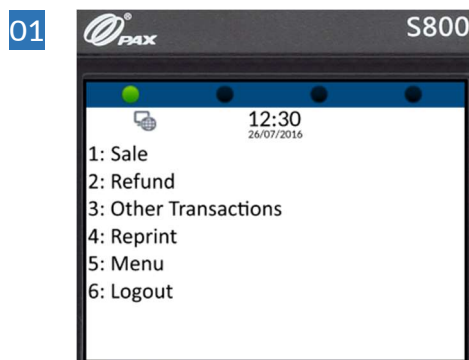 01
PAX
S800
12:30
26/07/2016
1: Sale
2: Refund
3: Other Transactions
4: Reprint
5: Menu
6: Logout